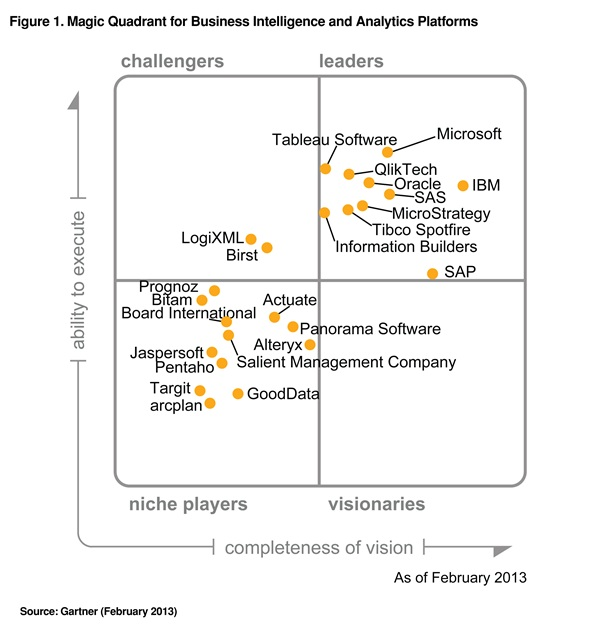 Figure 1. Magic Quadrant for Business Intelligence and Analytics Platforms
challengers
leaders
Tableau Software
Microsoft
QlikTech
Oracle
IBM
SAS
MicroStrategy
Tibco Spotfire
LogiXML
Information Builders
Birst
SAP
ability to execute
Prognoz
Bitam
Actuate
Board International
Panorama Software
Alteryx
Jaspersoft
Salient Management Company
Pentaho
Targit
GoodData
arcplan
niche players
visionaries
completeness of vision
As of February 2013
Source: Gartner (February 2013)